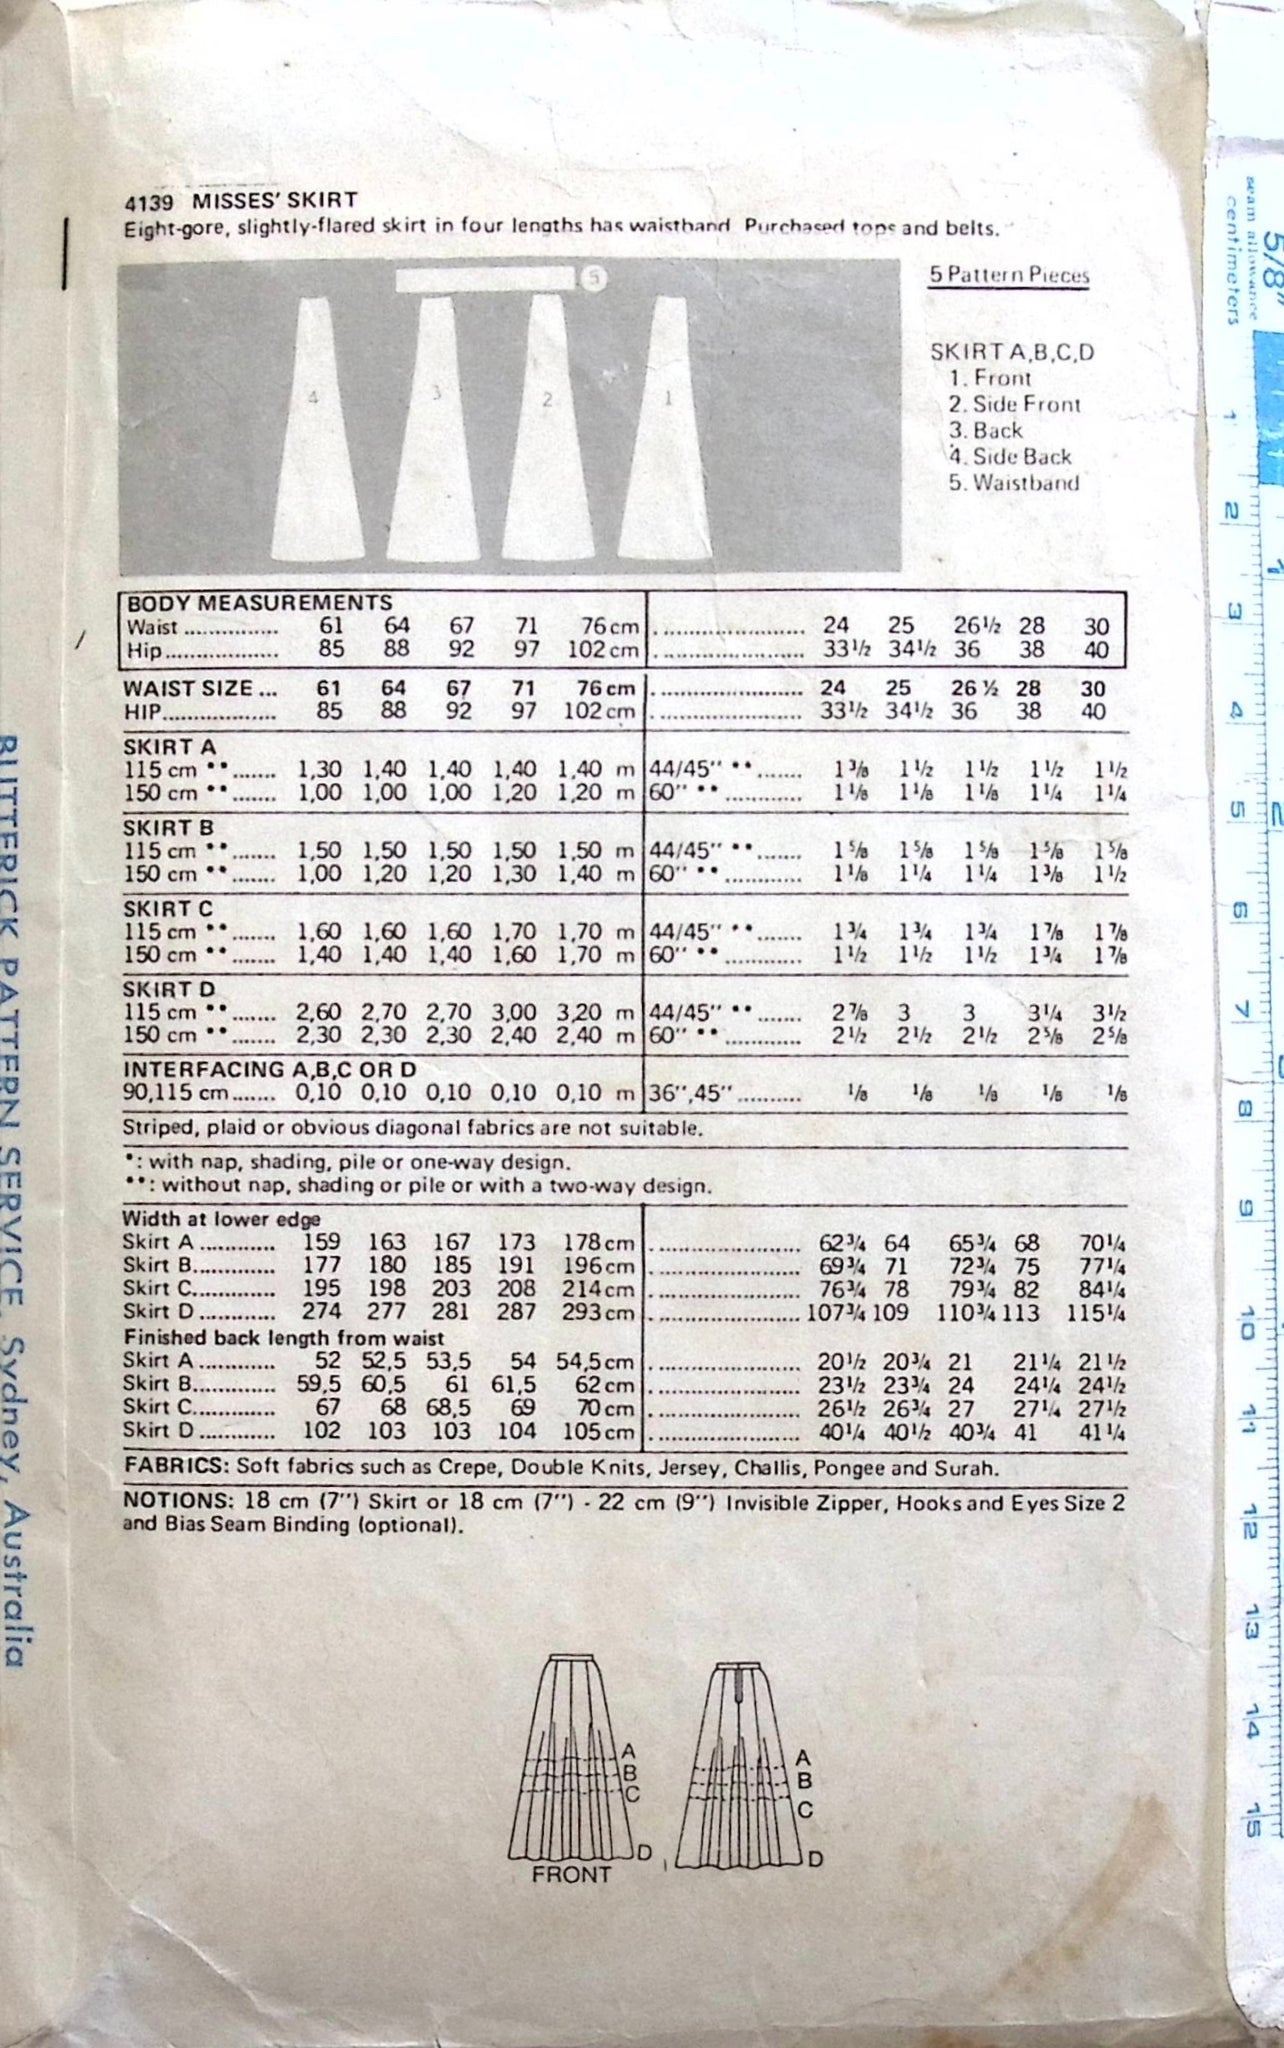 4139 MISSES' SKIRT
Eight-gore, slightly-flared skirt in four lengths has waistband. Purchased tops and belts.
5
4 3 2 1
5 Pattern Pieces
SKIRT A,B,C,D
1. Front
2. Side Front
3. Back
4. Side Back
5. Waistband
BODY MEASUREMENTS
Waist ............... 61 64 67 71 76 cm ........................ 24 25 26½ 28 30
Hip.................. 85 88 92 97 102 cm ........................ 33½ 34½ 36 38 40
WAIST SIZE ... 61 64 67 71 76 cm ........................ 24 25 26 ½ 28 30
HIP.................. 85 88 92 97 102 cm ........................ 33½ 34½ 36 38 40
SKIRT A
115 cm **....... 1,30 1,40 1,40 1,40 1,40 m 44/45" **....... 1⅜ 1½ 1½ 1½ 1½
150 cm **....... 1,00 1,00 1,00 1,20 1,20 m 60" ** ............ 1⅛ 1⅛ 1⅛ 1¼ 1¼
SKIRT B
115 cm **....... 1,50 1,50 1,50 1,50 1,50 m 44/45" **....... 1⅝ 1⅝ 1⅝ 1⅝ 1⅝
150 cm **....... 1,00 1,20 1,20 1,30 1,40 m 60" ** ............ 1⅛ 1¼ 1¼ 1⅜ 1½
SKIRT C
115 cm **....... 1,60 1,60 1,60 1,70 1,70 m 44/45" **....... 1¾ 1¾ 1¾ 1⅞ 1⅞
150 cm **....... 1,40 1,40 1,40 1,60 1,70 m 60" ** ............ 1½ 1½ 1½ 1¾ 1⅞
SKIRT D
115 cm **....... 2,60 2,70 2,70 3,00 3,20 m 44/45" **....... 2⅞ 3 3 3¼ 3½
150 cm **....... 2,30 2,30 2,30 2,40 2,40 m 60" ** ............ 2½ 2½ 2½ 2⅝ 2⅝
INTERFACING A,B,C OR D
90,115 cm....... 0,10 0,10 0,10 0,10 0,10 m 36",45".......... ⅛ ⅛ ⅛ ⅛ ⅛
Striped, plaid or obvious diagonal fabrics are not suitable.
*: with nap, shading, pile or one-way design.
**: without nap, shading or pile or with a two-way design.
Width at lower edge
Skirt A ............ 159 163 167 173 178 cm ........................ 62¾ 64 65¾ 68 70¼
Skirt B............. 177 180 185 191 196 cm ........................ 69¾ 71 72¾ 75 77¼
Skirt C............. 195 198 203 208 214 cm ........................ 76¾ 78 79¾ 82 84¼
Skirt D ............ 274 277 281 287 293 cm ........................ 107¾ 109 110¾ 113 115¼
Finished back length from waist
Skirt A ............ 52 52,5 53,5 54 54,5 cm ........................ 20½ 20¾ 21 21¼ 21½
Skirt B............. 59,5 60,5 61 61,5 62 cm ........................ 23½ 23¾ 24 24¼ 24½
Skirt C............. 67 68 68,5 69 70 cm ........................ 26½ 26¾ 27 27¼ 27½
Skirt D ............ 102 103 103 104 105 cm ........................ 40¼ 40½ 40¾ 41 41¼
FABRICS: Soft fabrics such as Crepe, Double Knits, Jersey, Challis, Pongee and Surah.
NOTIONS: 18 cm (7") Skirt or 18 cm (7") - 22 cm (9") Invisible Zipper, Hooks and Eyes Size 2
and Bias Seam Binding (optional).
A
B
C
D
FRONT
A
B
C
D
BUTTERICK PATTERN SERVICE, Sydney, Australia
5/8"
seam allowance
centimeters
1 2 3 4 5 6 7 8 9 10 11 12 13 14 15
1 2